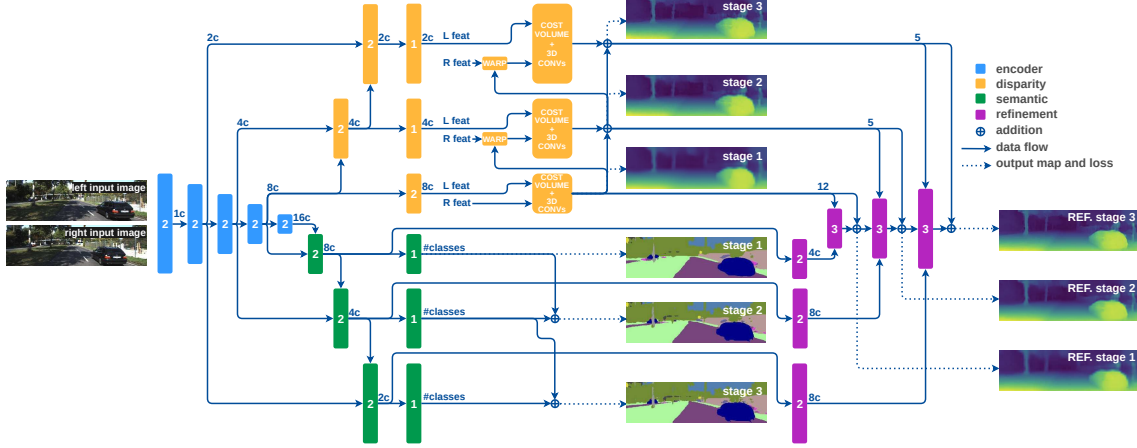 stage 3
2c
2
2c
1
2c
L feat
R feat
WARP
COST
VOLUME
+
3D
CONVs
5
stage 2
encoder
disparity
semantic
refinement
addition
data flow
output map and loss
4c
2
4c
1
4c
L feat
R feat
WARP
COST
VOLUME
+
3D
CONVs
5
stage 1
8c
2
8c
L feat
R feat
COST
VOLUME
+
3D
CONVs
12
left input image
right input image
2
1c
2
2
2
2
16c
2
8c
1
#classes
stage 1
2
4c
3
3
3
REF. stage 3
2
4c
1
#classes
stage 2
2
8c
REF. stage 2
2
2c
1
#classes
stage 3
2
8c
REF. stage 1